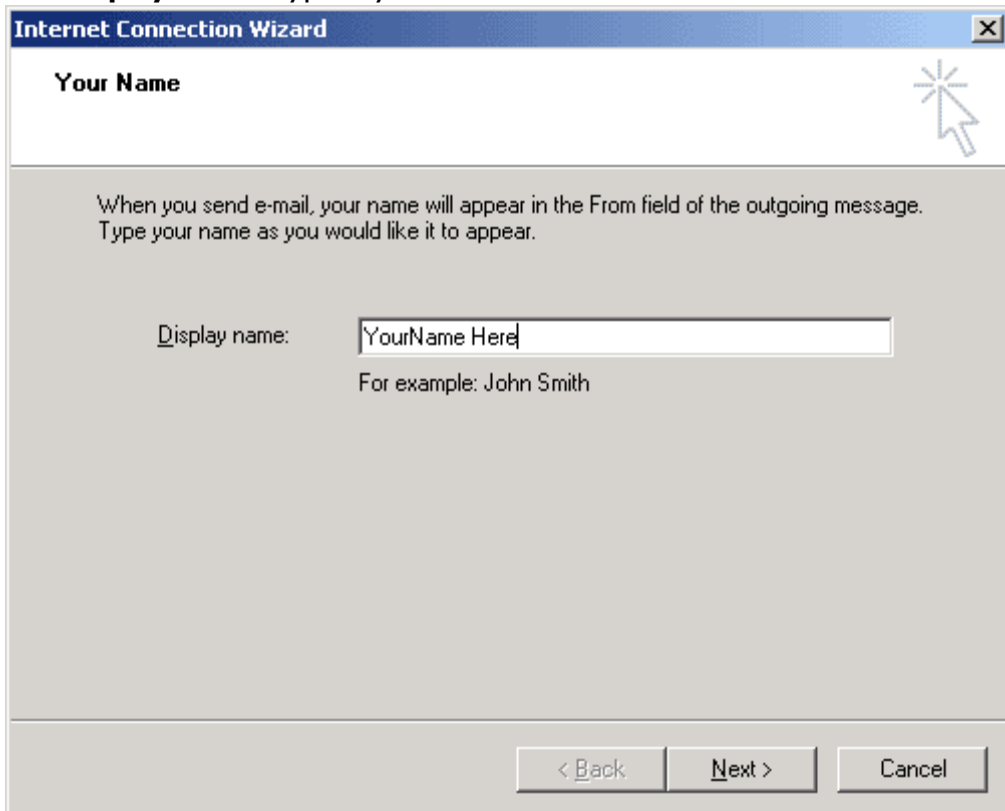 Internet Connection Wizard
Your Name
When you send e-mail, your name will appear in the From field of the outgoing message.
Type your name as you would like it to appear.
Display name: YourName Here
For example: John Smith
< Back Next > Cancel